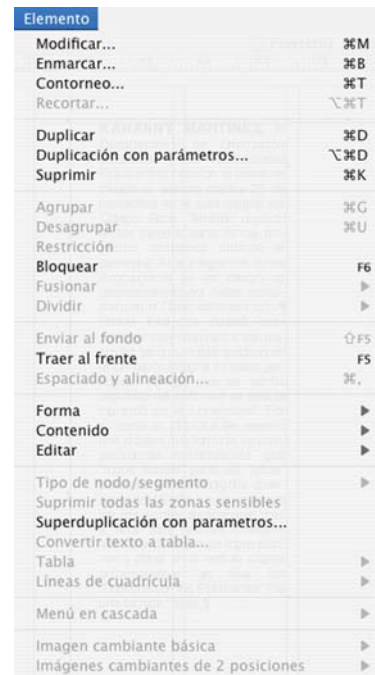 Elemento
Modificar... ⌘M
Enmarcar... ⌘B
Contorneo... ⌘T
Recortar... ⌥⌘T
Duplicar ⌘D
Duplicación con parámetros... ⌥⌘D
Suprimir ⌘K
Agrupar ⌘G
Desagrupar ⌘U
Restricción
Bloquear F6
Fusionar
Dividir
Enviar al fondo ⇧F5
Traer al frente F5
Espaciado y alineación... ⌘,
Forma
Contenido
Editar
Tipo de nodo/segmento
Suprimir todas las zonas sensibles
Superduplicación con parametros...
Convertir texto a tabla...
Tabla
Líneas de cuadrícula
Menú en cascada
Imagen cambiante básica
Imágenes cambiantes de 2 posiciones